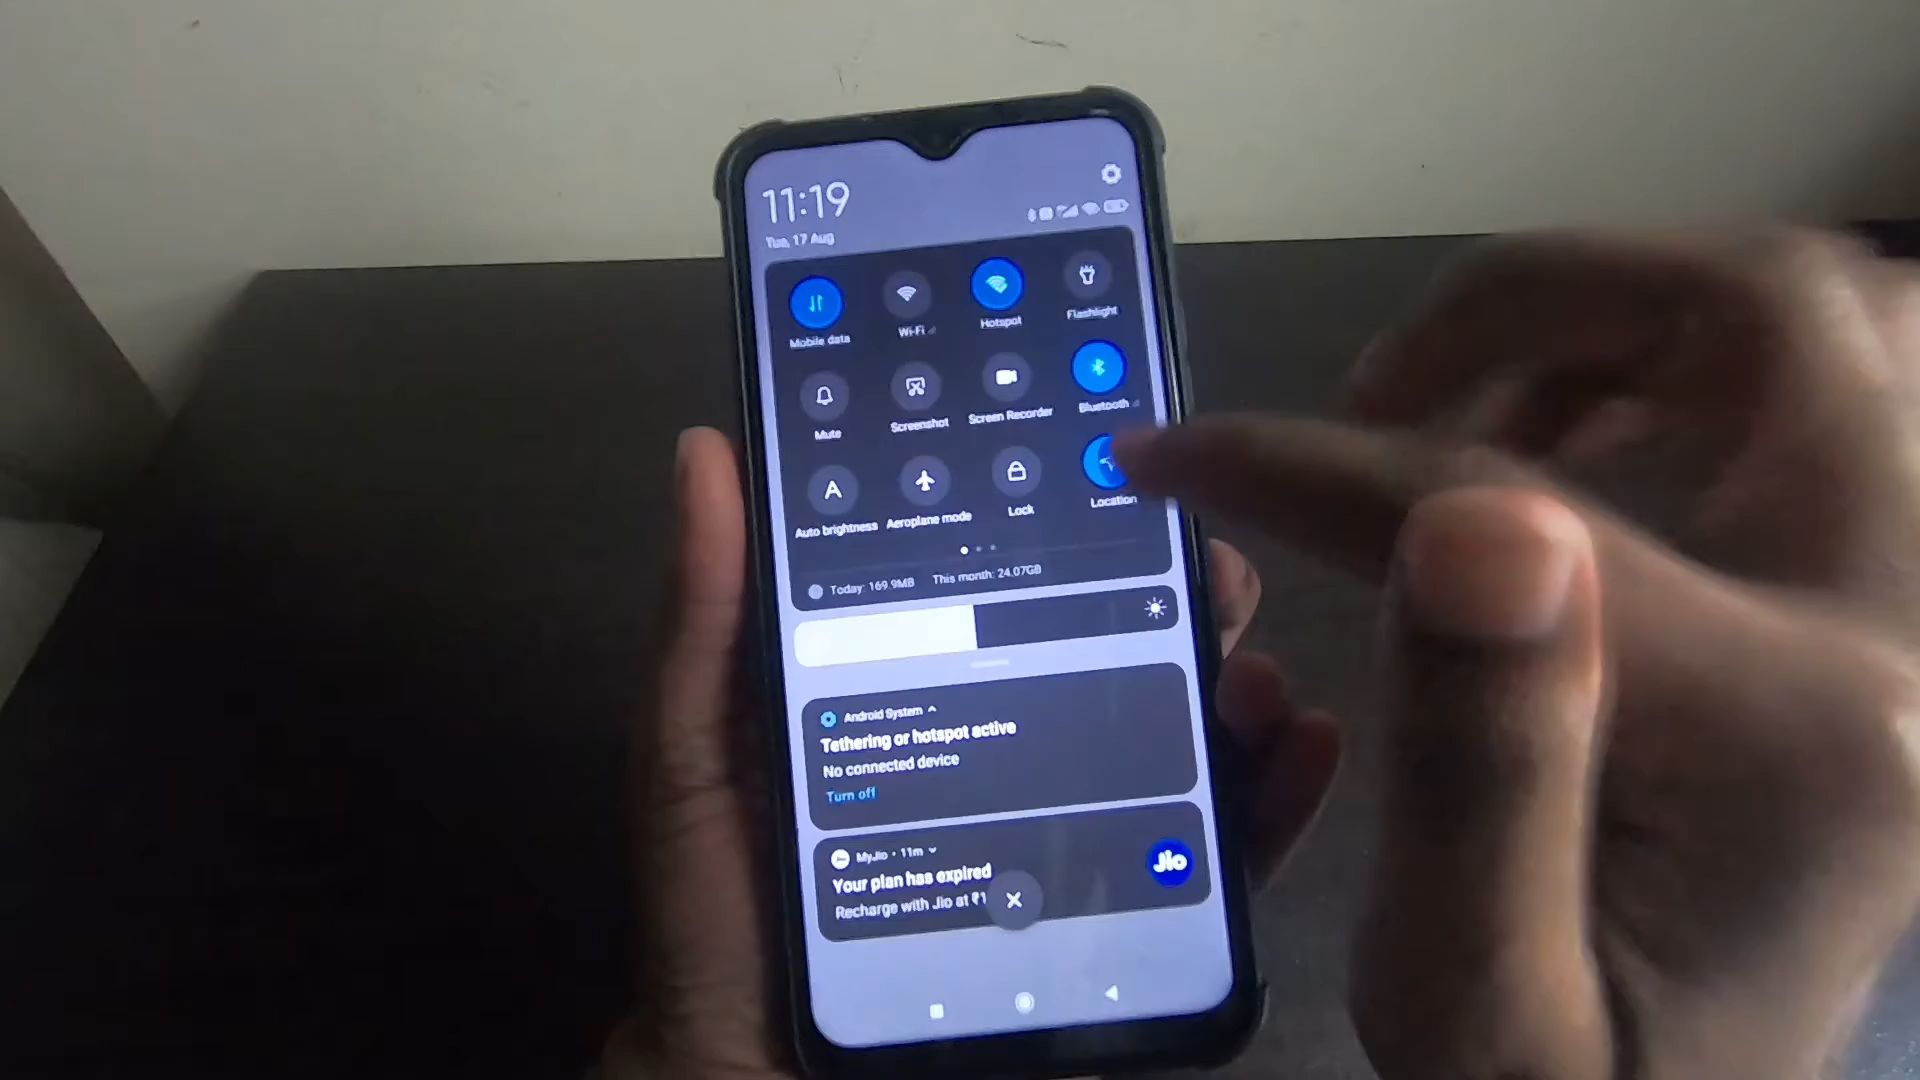 11:19
Tue, 17 Aug
Mobile data
Wi-Fi
Hotspot
Flashlight
Mute
Screenshot
Screen Recorder
Bluetooth
A
Auto brightness
Aeroplane mode
Lock
Location
Today: 169.9MB This month: 24.07GB
Android System
Tethering or hotspot active
No connected device
Turn off
MyJio • 11m
Your plan has expired
Recharge with Jio at ₹1
Jio